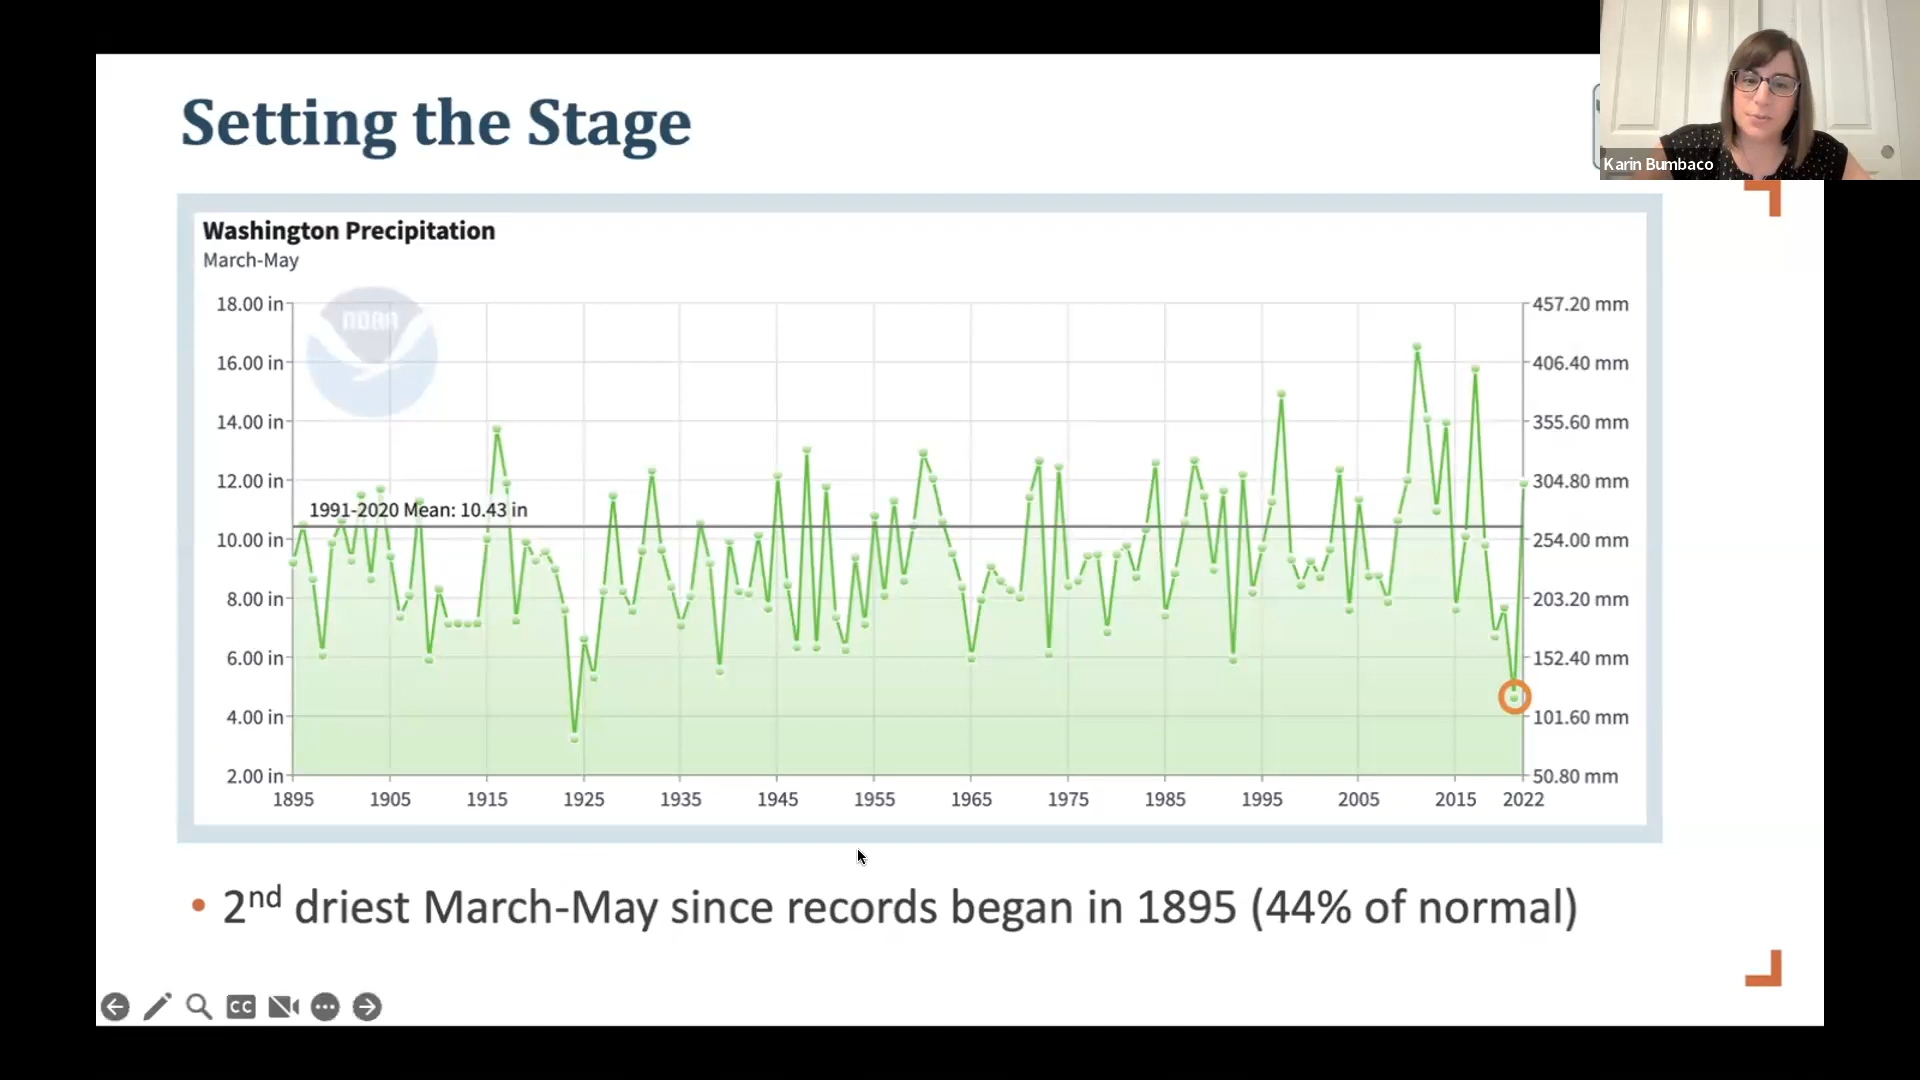 Setting the Stage
Karin Bumbaco
Washington Precipitation
March-May
noaa
18.00 in
16.00 in
14.00 in
12.00 in
10.00 in
8.00 in
6.00 in
4.00 in
2.00 in
1991-2020 Mean: 10.43 in
457.20 mm
406.40 mm
355.60 mm
304.80 mm
254.00 mm
203.20 mm
152.40 mm
101.60 mm
50.80 mm
1895 1905 1915 1925 1935 1945 1955 1965 1975 1985 1995 2005 2015 2022
• 2nd driest March-May since records began in 1895 (44% of normal)
CC